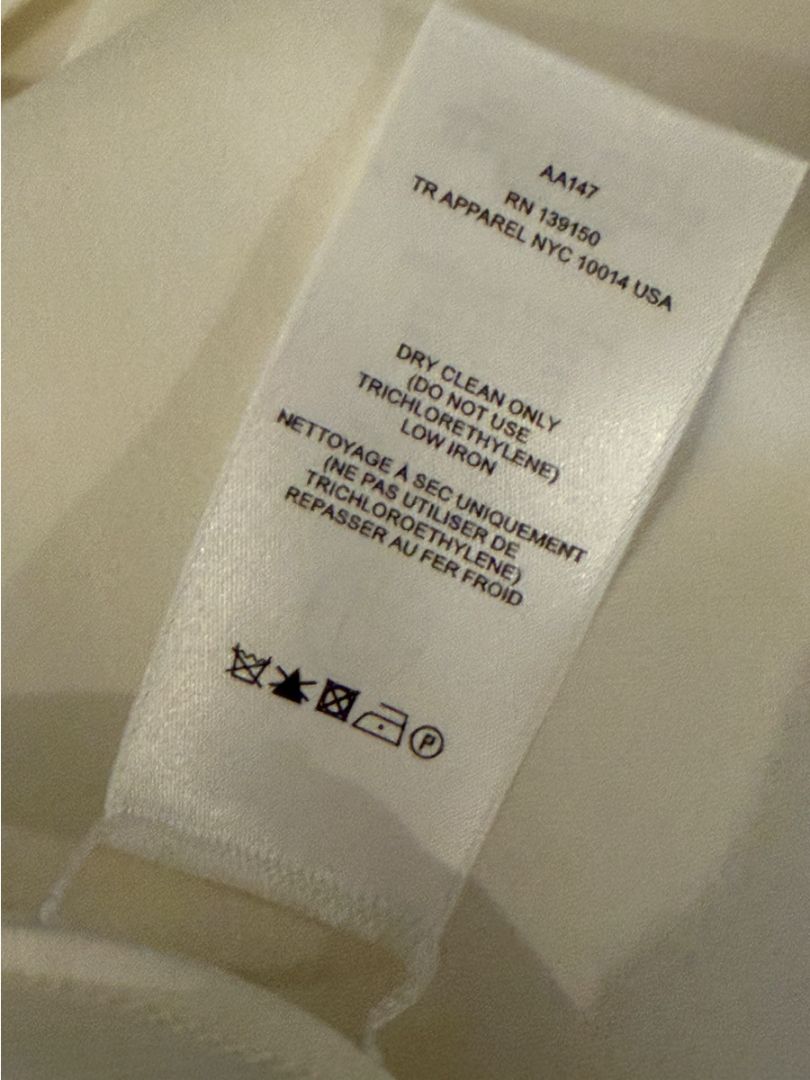 AA147
RN 139150
TR APPAREL NYC 10014 USA
DRY CLEAN ONLY
(DO NOT USE
TRICHLORETHYLENE)
LOW IRON
NETTOYAGE À SEC UNIQUEMENT
(NE PAS UTILISER DE
TRICHLOROETHYLENE)
REPASSER AU FER FROID
P